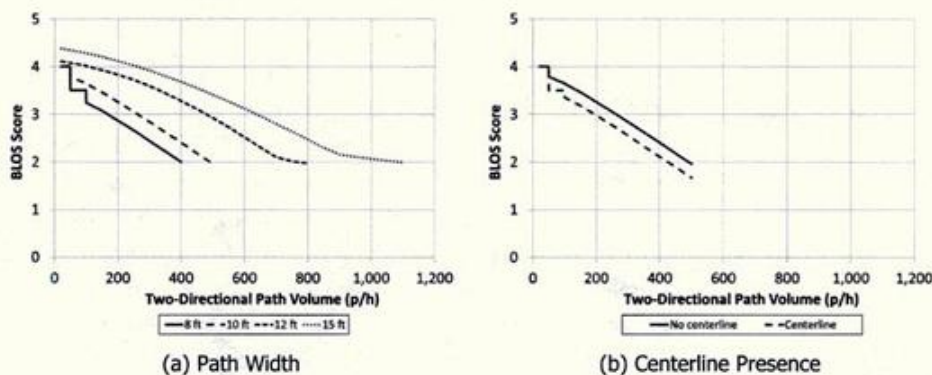 5
4
3
2
1
0
BLOS Score
0 200 400 600 800 1,000 1,200
Two-Directional Path Volume (p/h)
8 ft 10 ft 12 ft 15 ft
(a) Path Width
5
4
3
2
1
0
BLOS Score
0 200 400 600 800 1,000 1,200
Two-Directional Path Volume (p/h)
No centerline Centerline
(b) Centerline Presence